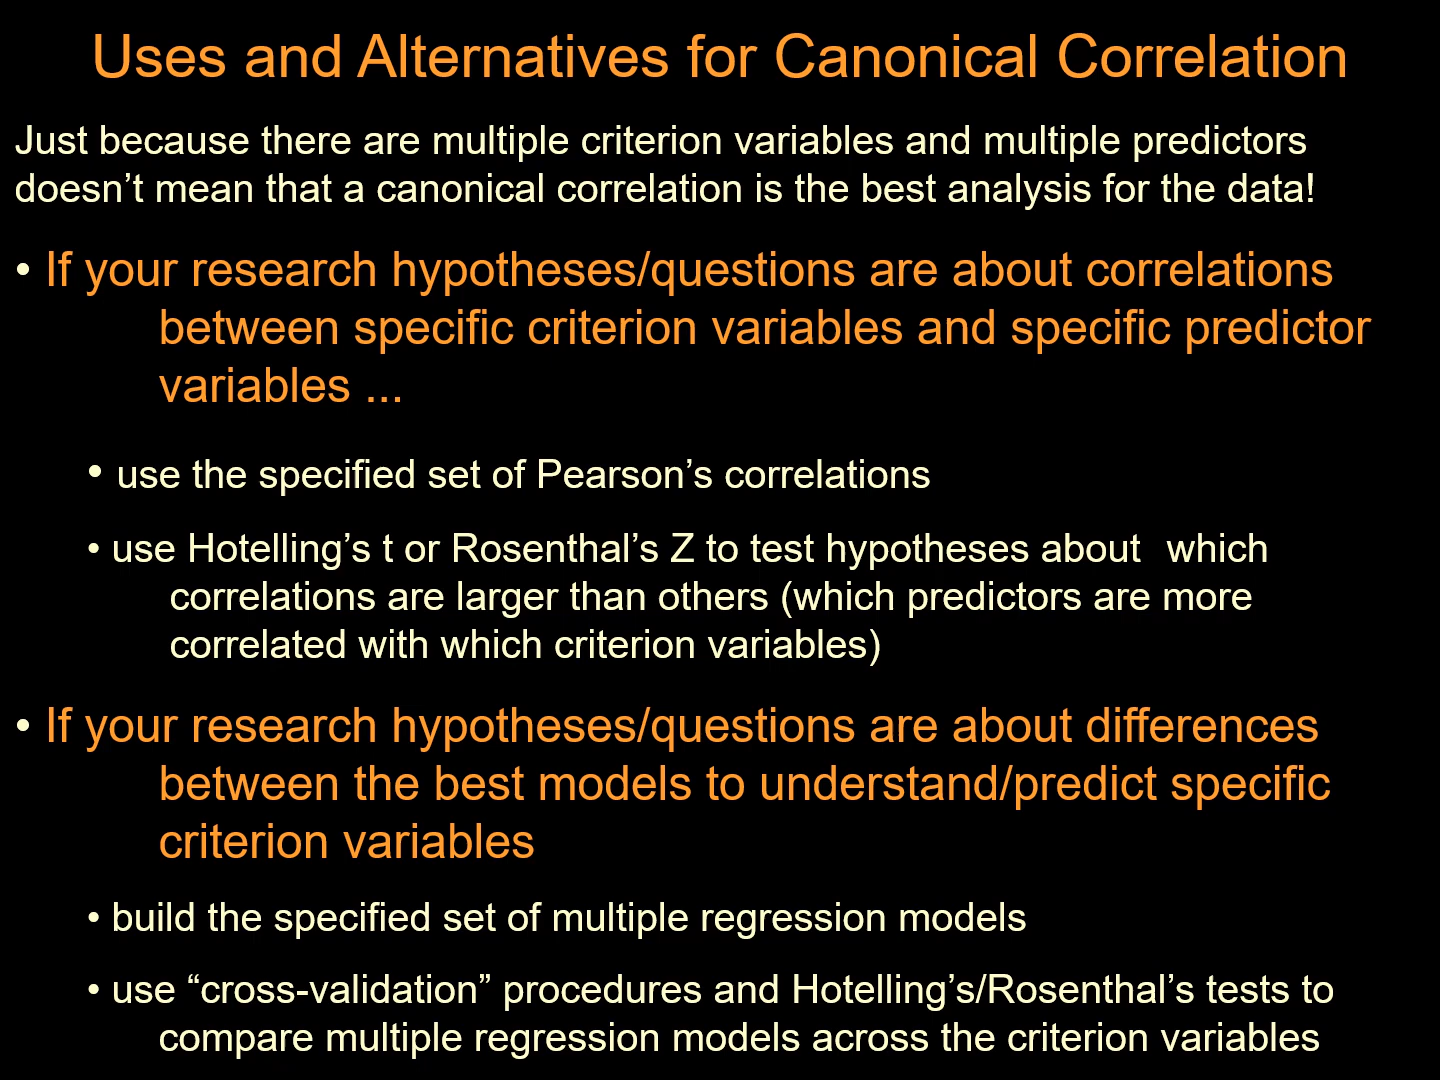 Uses and Alternatives for Canonical Correlation
Just because there are multiple criterion variables and multiple predictors
doesn’t mean that a canonical correlation is the best analysis for the data!
• If your research hypotheses/questions are about correlations
between specific criterion variables and specific predictor
variables ...
• use the specified set of Pearson’s correlations
• use Hotelling’s t or Rosenthal’s Z to test hypotheses about which
correlations are larger than others (which predictors are more
correlated with which criterion variables)
• If your research hypotheses/questions are about differences
between the best models to understand/predict specific
criterion variables
• build the specified set of multiple regression models
• use “cross-validation” procedures and Hotelling’s/Rosenthal’s tests to
compare multiple regression models across the criterion variables